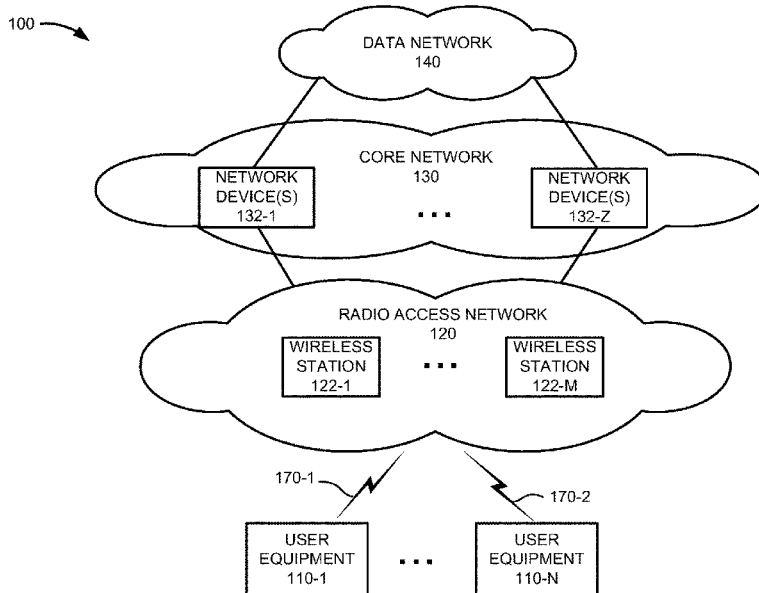 100
DATA NETWORK
140
CORE NETWORK
130
NETWORK
DEVICE(S)
132-1
NETWORK
DEVICE(S)
132-Z
RADIO ACCESS NETWORK
120
WIRELESS
STATION
122-1
WIRELESS
STATION
122-M
170-1
170-2
USER
EQUIPMENT
110-1
USER
EQUIPMENT
110-N